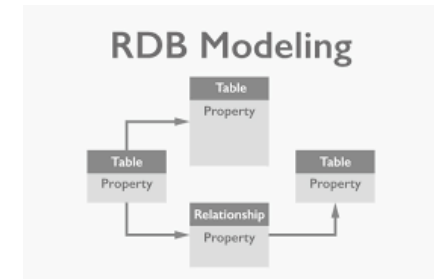 RDB Modeling
Table
Property
Table
Property
Table
Property
Relationship
Property